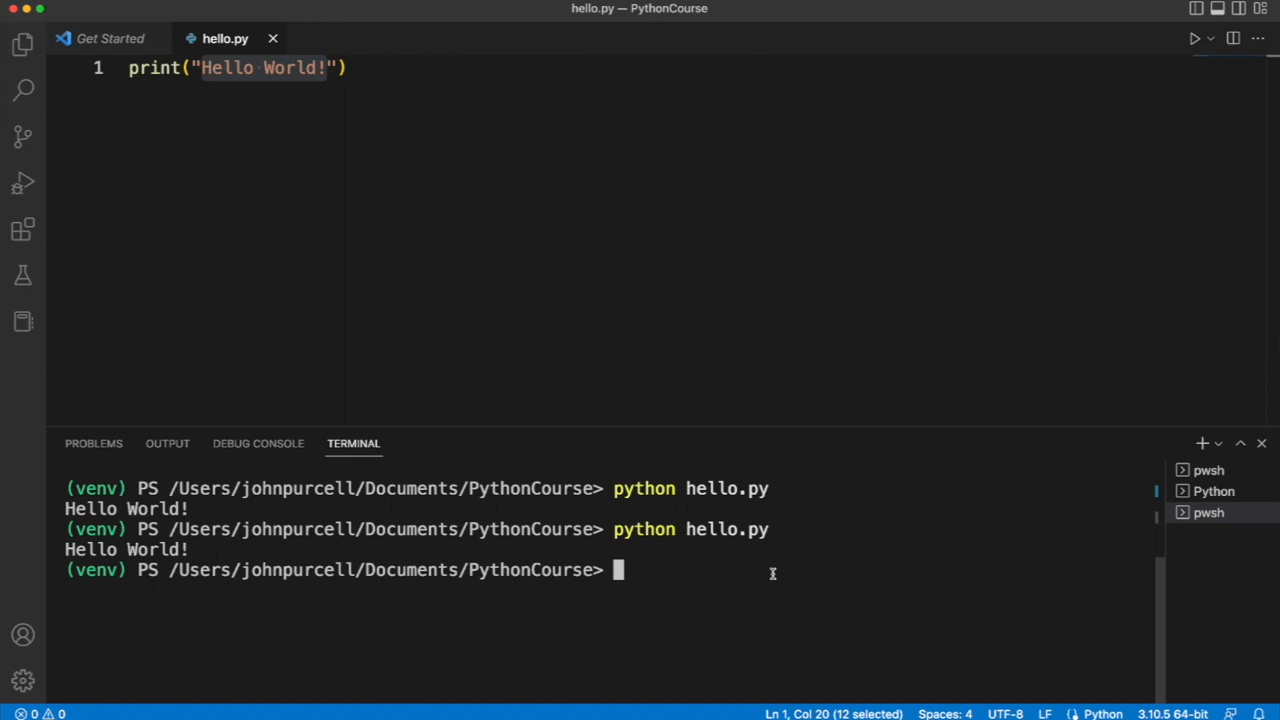 hello.py — PythonCourse
Get Started
hello.py
1 print("Hello World!")
PROBLEMS OUTPUT DEBUG CONSOLE TERMINAL
(venv) PS /Users/johnpurcell/Documents/PythonCourse> python hello.py
Hello World!
(venv) PS /Users/johnpurcell/Documents/PythonCourse> python hello.py
Hello World!
(venv) PS /Users/johnpurcell/Documents/PythonCourse>
pwsh
Python
pwsh
0 0 Ln 1, Col 20 (12 selected) Spaces: 4 UTF-8 LF Python 3.10.5 64-bit